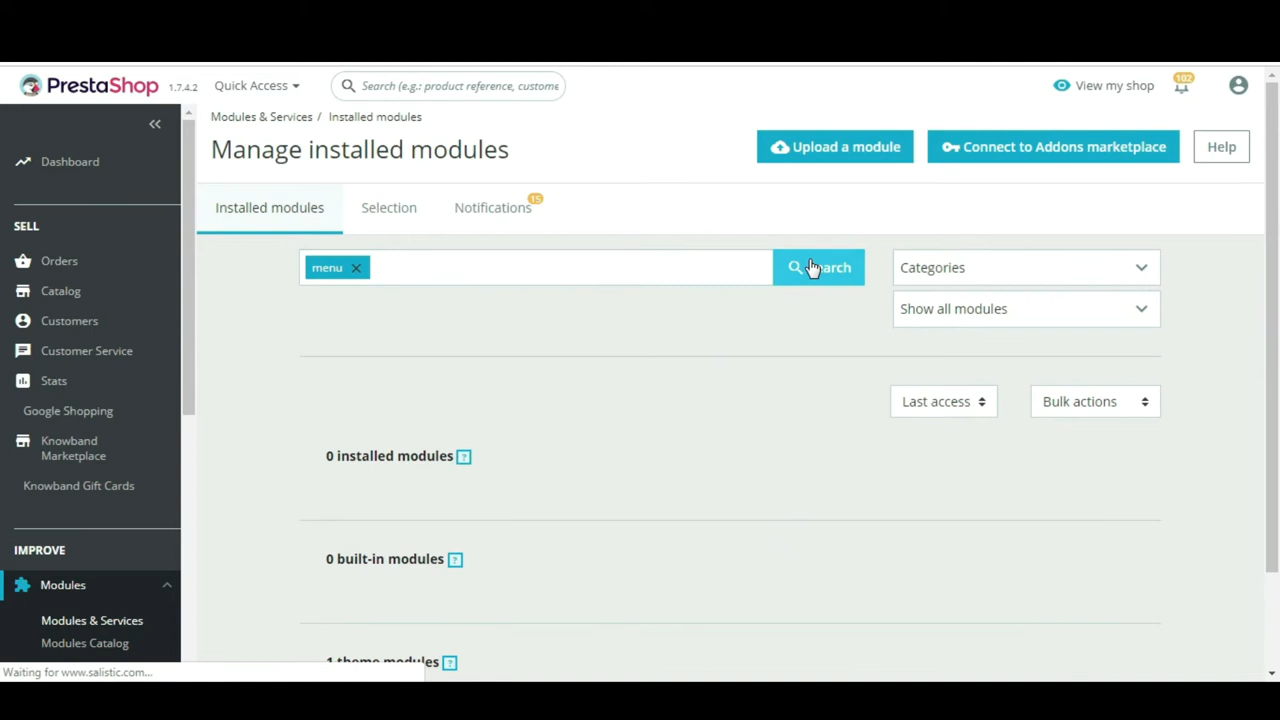 PrestaShop 1.7.4.2 Quick Access Search (e.g.: product reference, custome View my shop 102
Modules & Services / Installed modules
Manage installed modules
Upload a module
Connect to Addons marketplace
Help
Dashboard
SELL
Orders
Catalog
Customers
Customer Service
Stats
Google Shopping
Knowband
Marketplace
Knowband Gift Cards
IMPROVE
Modules
Modules & Services
Modules Catalog
Installed modules Selection Notifications 15
menu
Categories
Show all modules
Last access Bulk actions
0 installed modules ?
0 built-in modules ?
1 theme modules ?
Waiting for www.salistic.com...